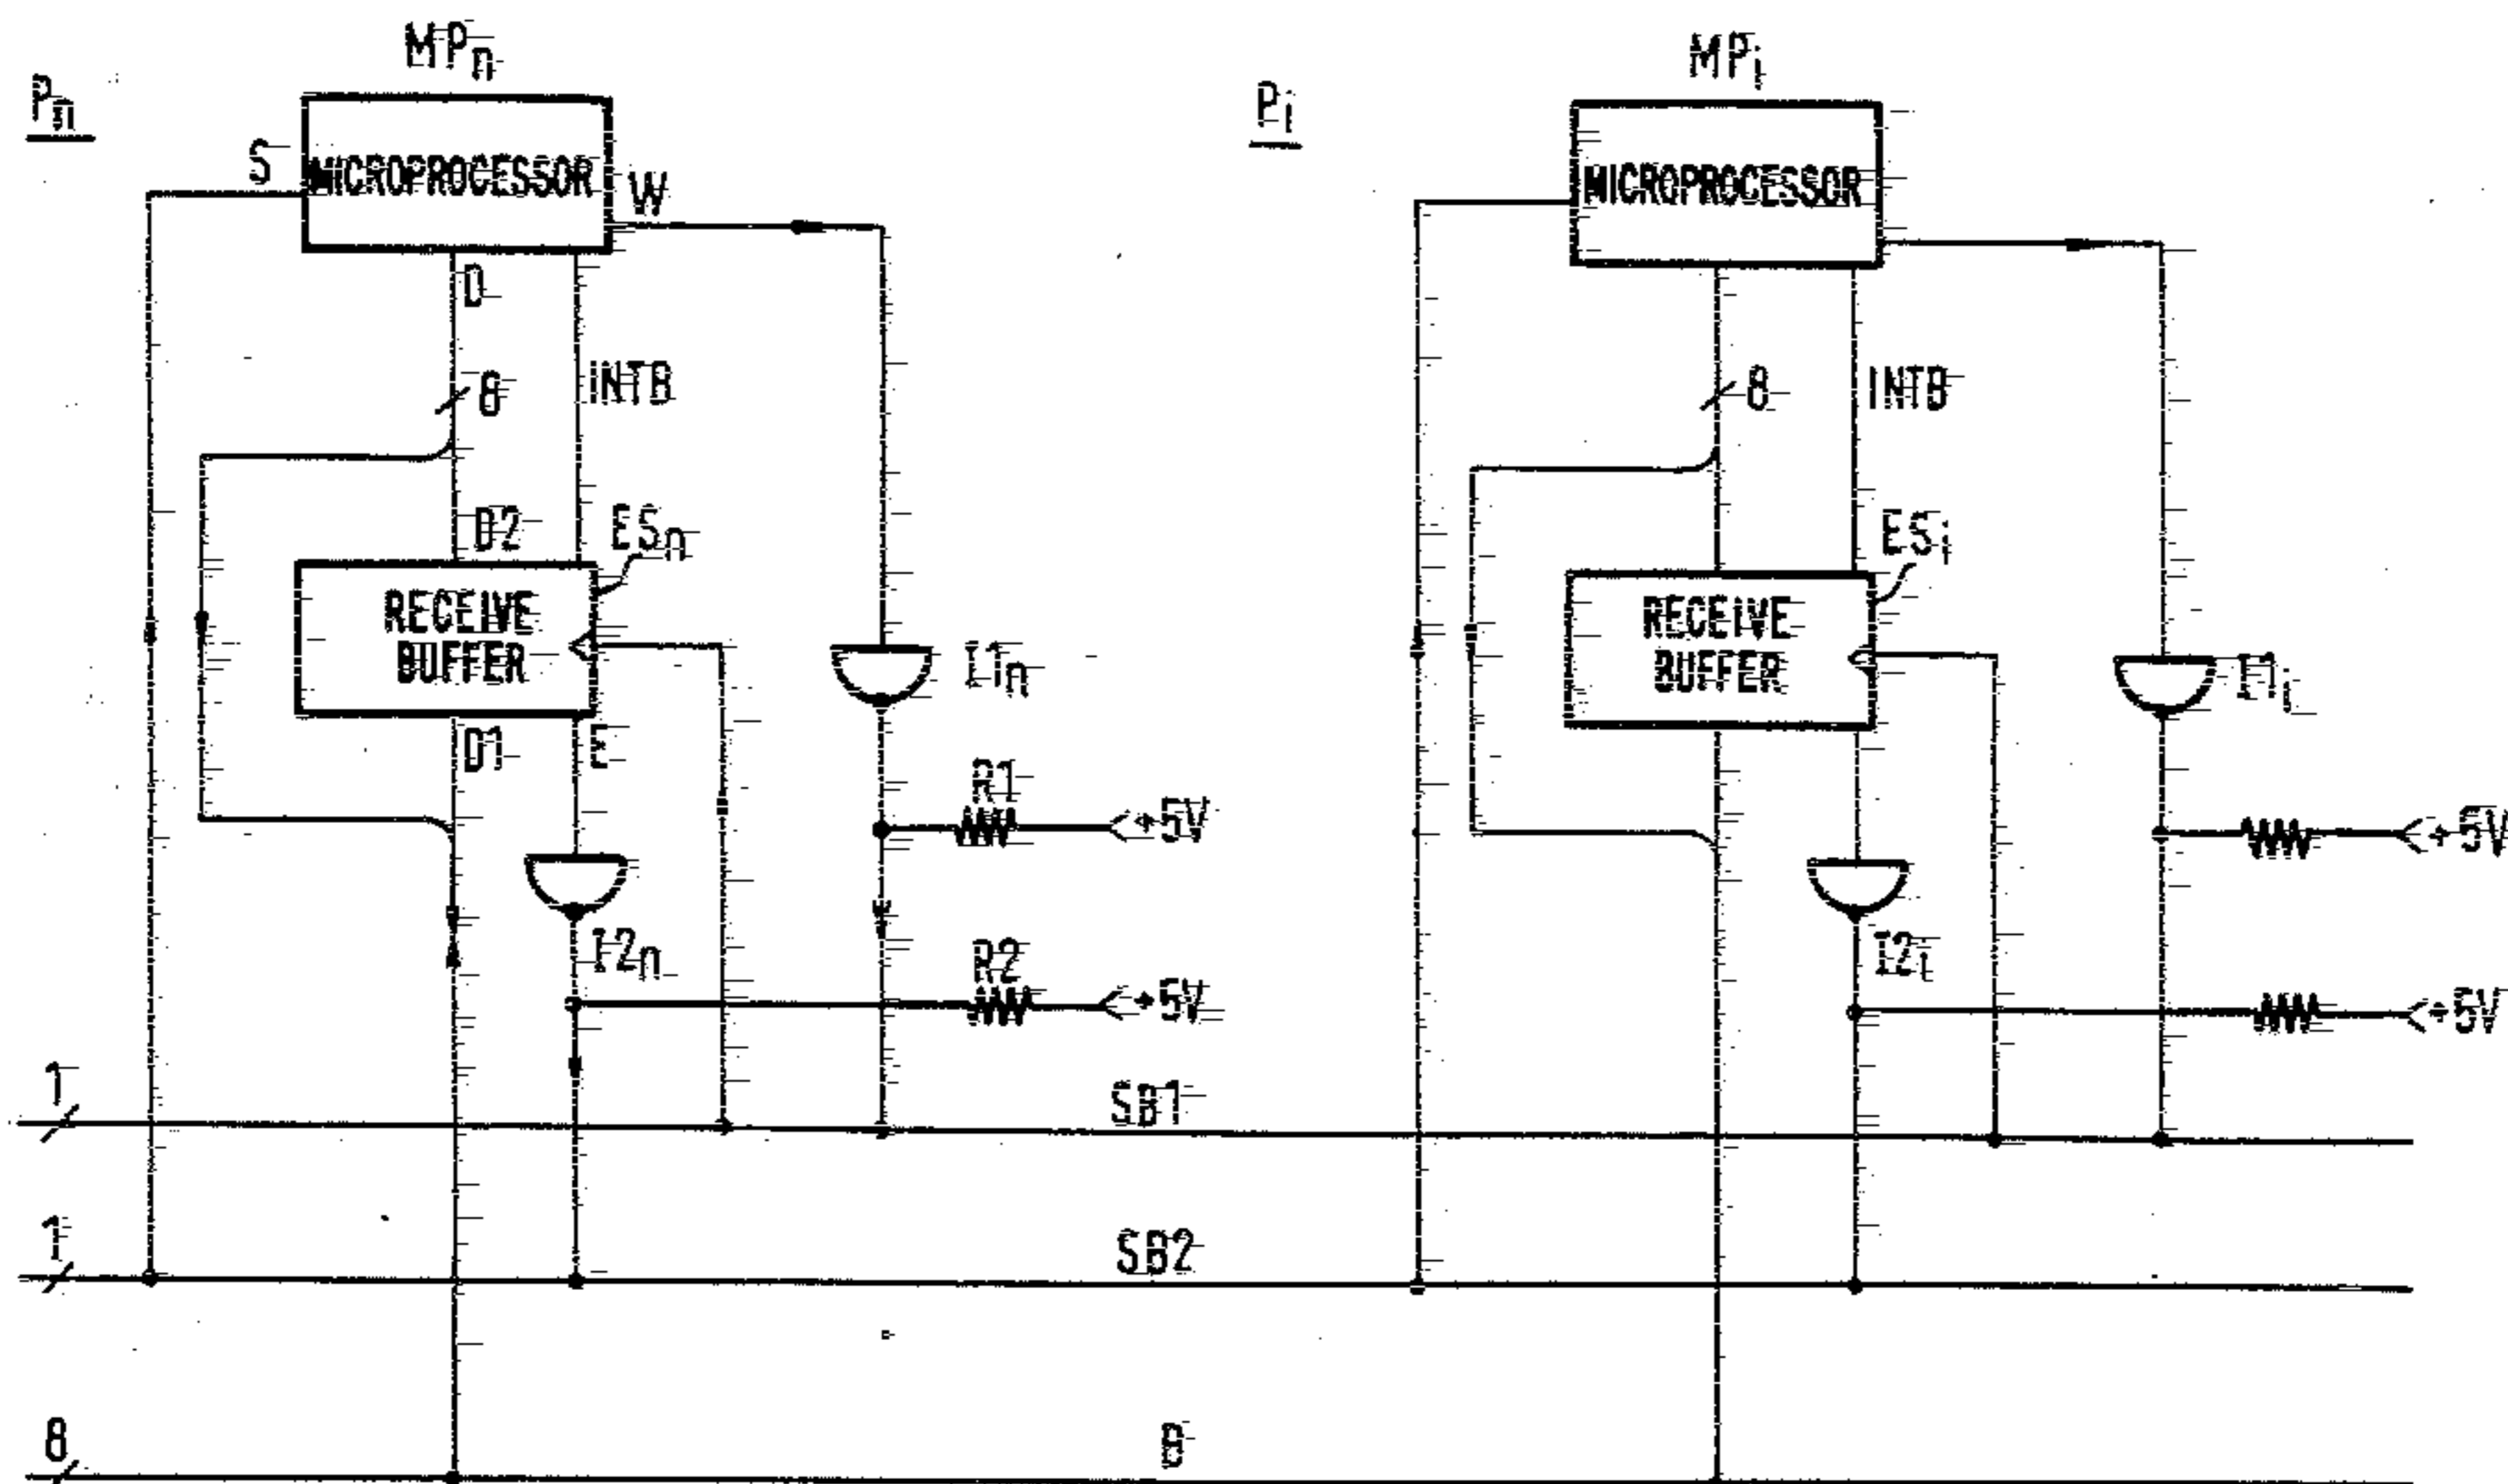 MPn
Pn
S
MICROPROCESSOR
W
D
8
INTB
D2
ESn
RECEIVE
BUFFER
D1
E
I1n
R1
+5V
I2n
R2
+5V
MPi
Pi
MICROPROCESSOR
8
INTB
ESi
RECEIVE
BUFFER
I1i
+5V
I2i
+5V
1
SB1
1
SB2
8
B